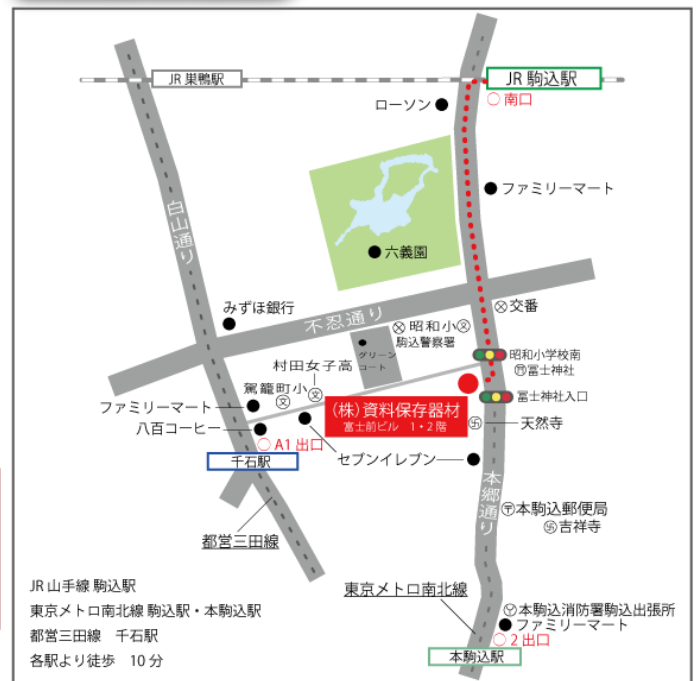 JR 巣鴨駅
JR 駒込駅
南口
ローソン
ファミリーマート
白山通り
六義園
交番
みずほ銀行
不忍通り
昭和小
駒込警察署
グリーン
コート
昭和小学校南
冨士神社
村田女子高
駕籠町小
冨士神社入口
ファミリーマート
(株)資料保存器材
富士前ビル 1・2 階
八百コーヒー
天然寺
A1 出口
千石駅
セブンイレブン
本郷通り
本駒込郵便局
吉祥寺
都営三田線
JR 山手線 駒込駅
東京メトロ南北線
東京メトロ南北線 駒込駅・本駒込駅
本駒込消防署駒込出張所
ファミリーマート
都営三田線 千石駅
2 出口
各駅より徒歩 10 分
本駒込駅